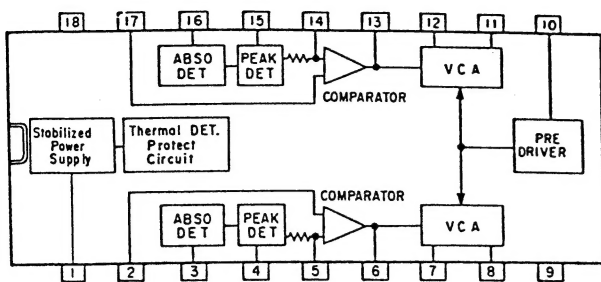 18 17 16 15 14 13 12 11 10
ABSO
DET
PEAK
DET
VCA
COMPARATOR
Stabilized
Power
Supply
Thermal DET.
Protect
Circuit
PRE
DRIVER
COMPARATOR
ABSO
DET
PEAK
DET
VCA
1 2 3 4 5 6 7 8 9